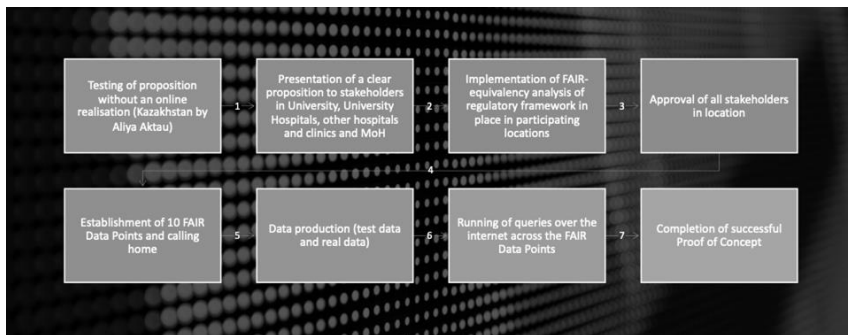 Testing of proposition
without an online
realisation (Kazakhstan by
Aliya Aktau)
1
Presentation of a clear
proposition to stakeholders
in University, University
Hospitals, other hospitals
and clinics and MoH
2
Implementation of FAIR-
equivalency analysis of
regulatory framework in
place in participating
locations
3
Approval of all stakeholders
in location
4
Establishment of 10 FAIR
Data Points and calling
home
5
Data production (test data
and real data)
6
Running of queries over the
internet across the FAIR
Data Points
7
Completion of successful
Proof of Concept